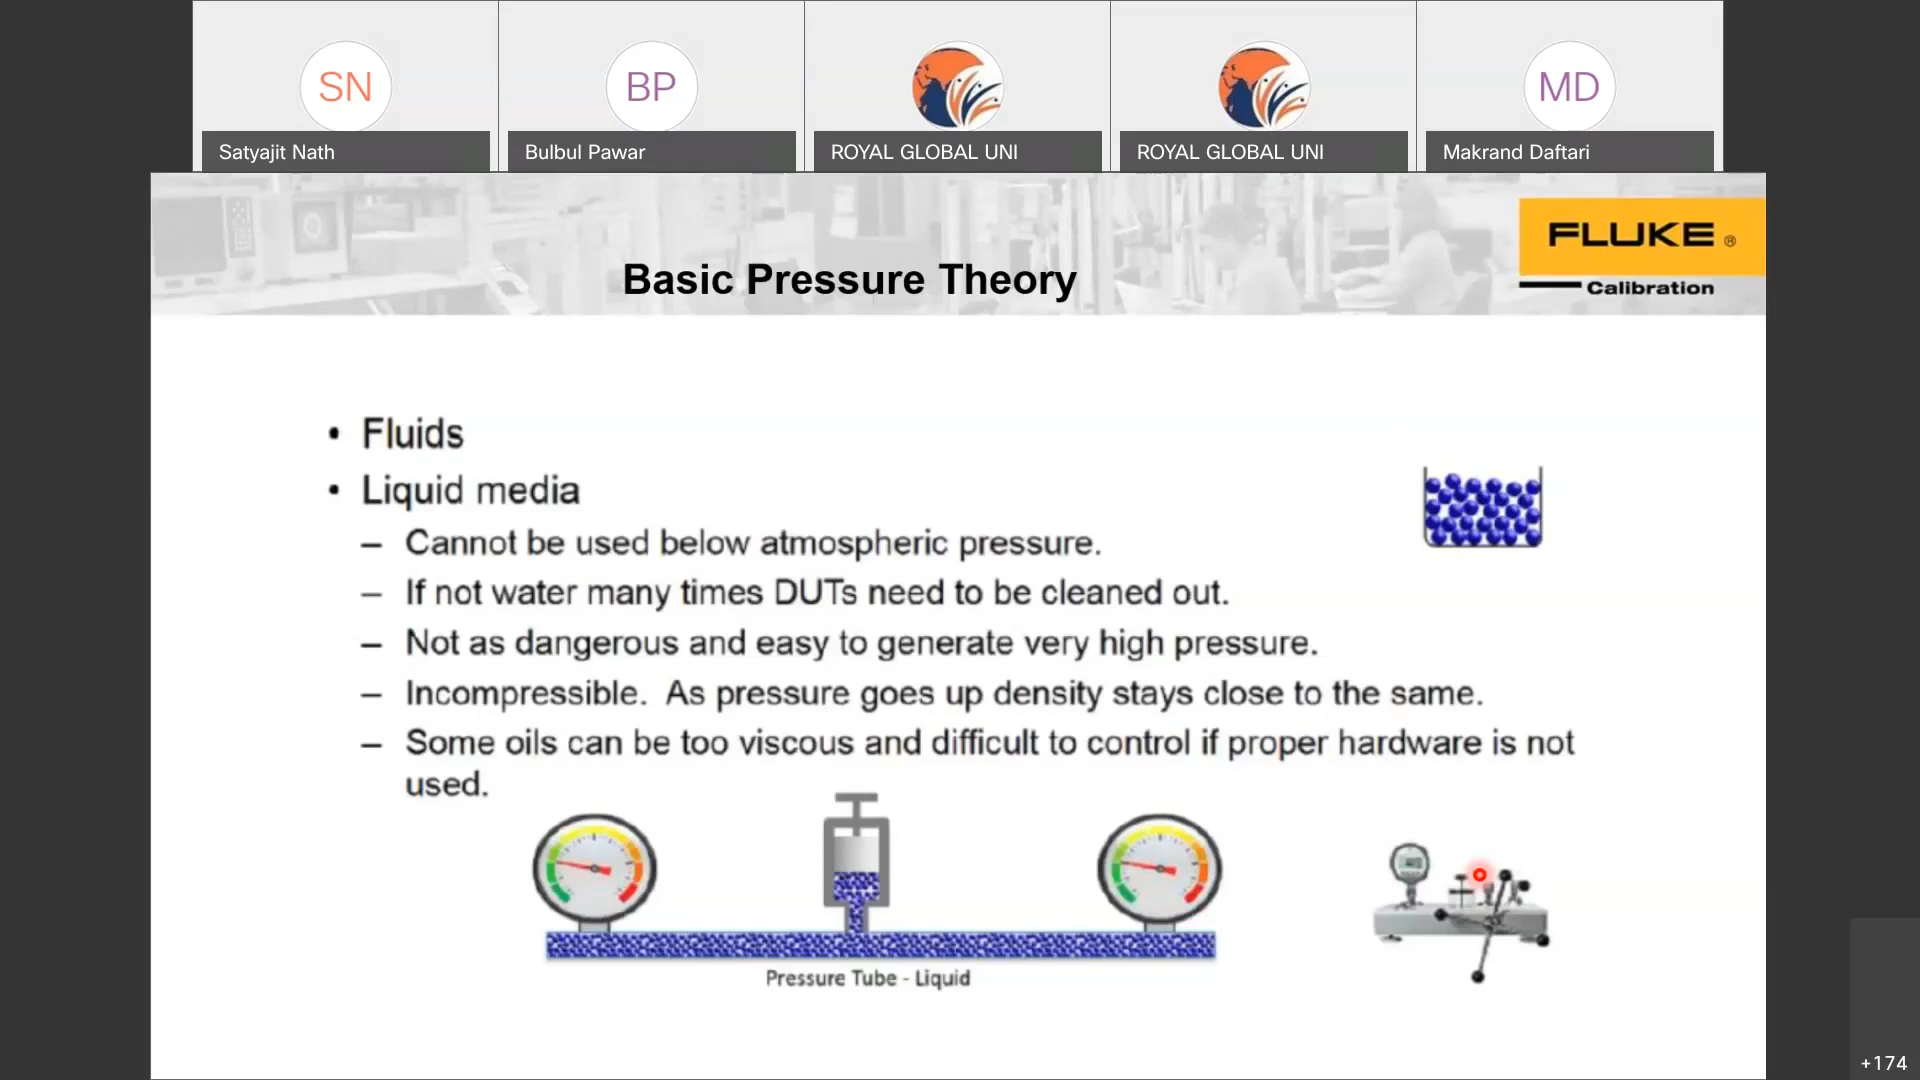 SN
BP
MD
Satyajit Nath
Bulbul Pawar
ROYAL GLOBAL UNI
ROYAL GLOBAL UNI
Makrand Daftari
FLUKE ®
Calibration
Basic Pressure Theory
• Fluids
• Liquid media
– Cannot be used below atmospheric pressure.
– If not water many times DUTs need to be cleaned out.
– Not as dangerous and easy to generate very high pressure.
– Incompressible.  As pressure goes up density stays close to the same.
– Some oils can be too viscous and difficult to control if proper hardware is not
used.
Pressure Tube - Liquid
+174